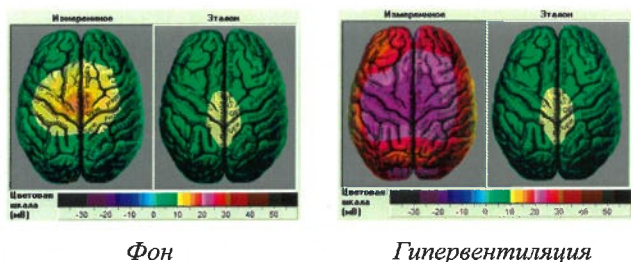 Измеренное Эталон
Цветовая шкала (мВ)
-30 -20 -10 0 10 20 30 40 50
Фон
Измеренное Эталон
Цветовая шкала (мВ)
-30 -20 -10 0 10 20 30 40 50
Гипервентиляция